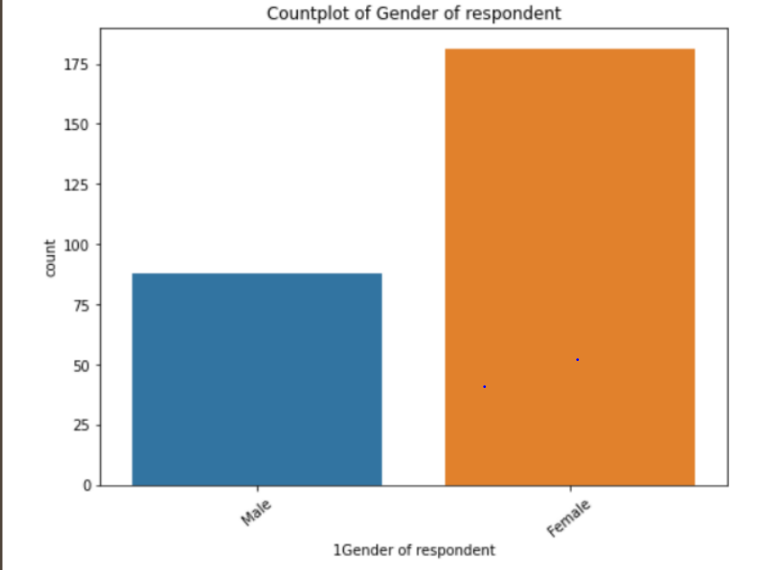 Countplot of Gender of respondent
175
150
125
100
75
50
25
0
count
Male
Female
1Gender of respondent